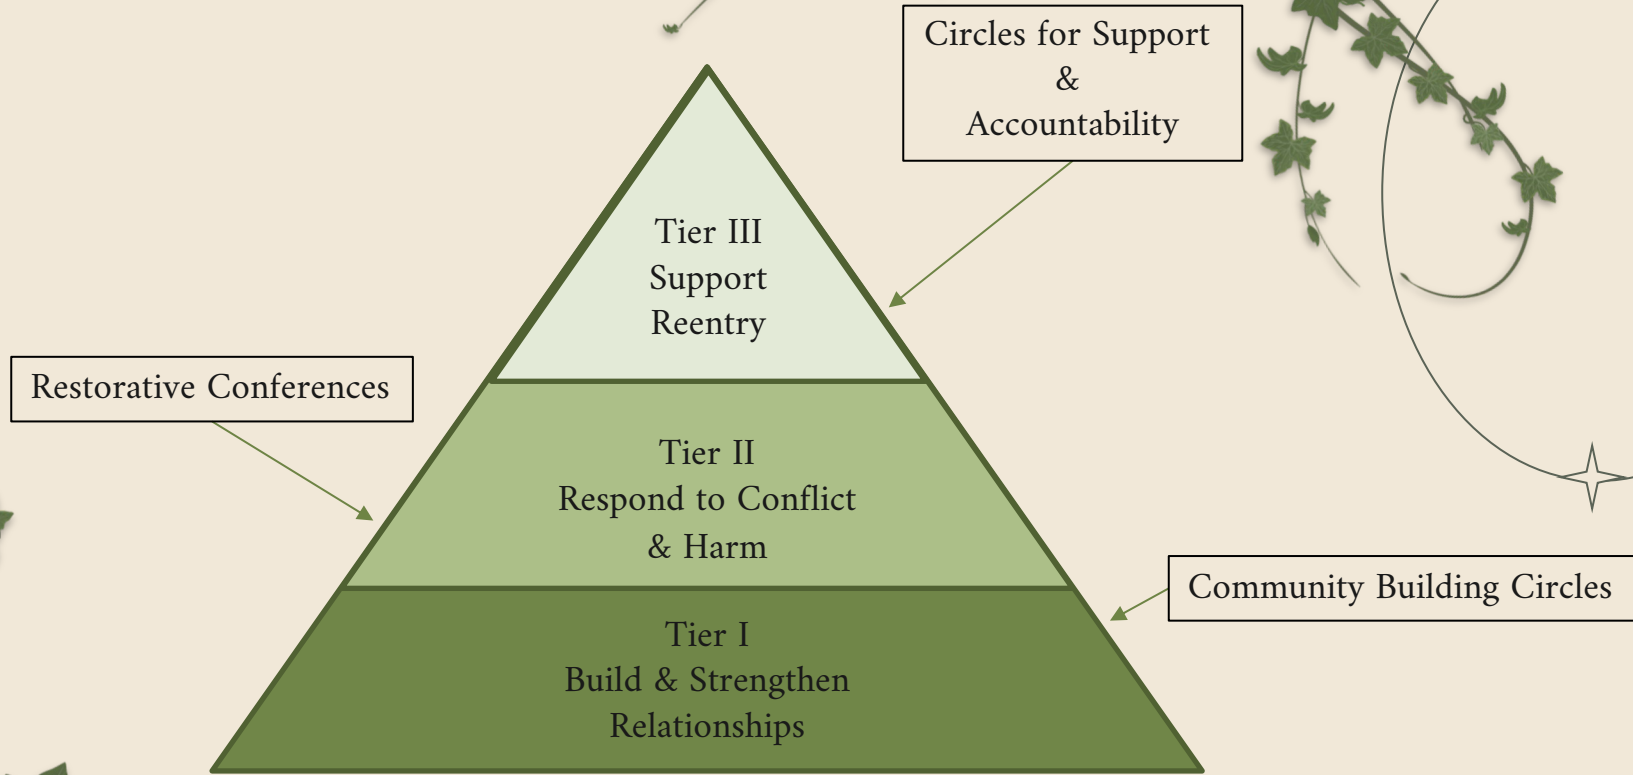 Circles for Support
&
Accountability
Tier III
Support
Reentry
Restorative Conferences
Tier II
Respond to Conflict
& Harm
Community Building Circles
Tier I
Build & Strengthen
Relationships